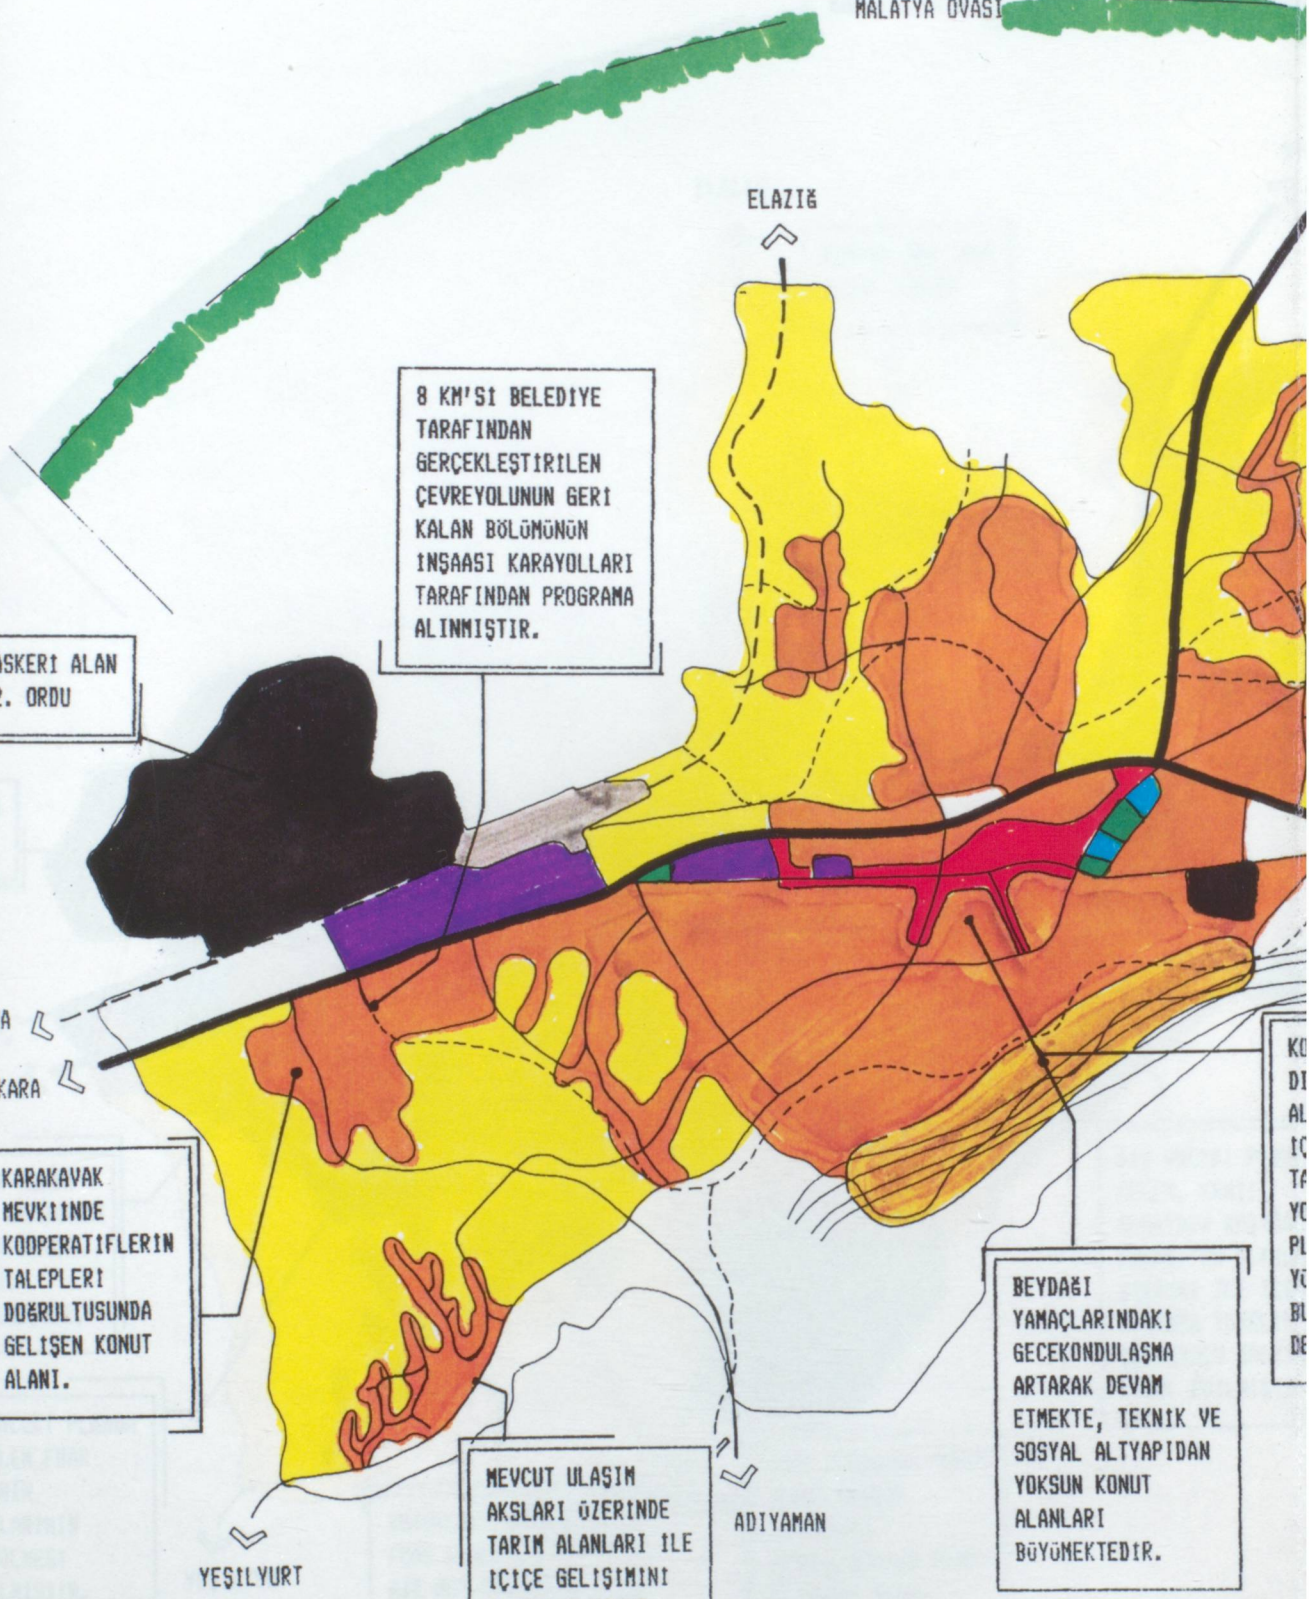 MALATYA OVASI
ELAZIĞ
8 KM'Sİ BELEDİYE
TARAFINDAN
GERÇEKLEŞTİRİLEN
ÇEVREYOLUNUN GERİ
KALAN BÖLÜMÜNÜN
İNŞAASI KARAYOLLARI
TARAFINDAN PROGRAMA
ALINMIŞTIR.
ASKERİ ALAN
2. ORDU
A
KARA
KARAKAVAK
MEVKİİNDE
KOOPERATİFLERİN
TALEPLERİ
DOĞRULTUSUNDA
GELİŞEN KONUT
ALANI.
KO
DI
AL
İÇ
TA
YO
PL
YÜ
BU
DE
BEYDAĞI
YAMAÇLARINDAKİ
GECEKONDULAŞMA
ARTARAK DEVAM
ETMEKTE, TEKNİK VE
SOSYAL ALTYAPIDAN
YOKSUN KONUT
ALANLARI
BÜYÜMEKTEDİR.
MEVCUT ULAŞIM
AKSLARI ÜZERİNDE
TARIM ALANLARI İLE
İÇİÇE GELİŞİMİNİ
ADIYAMAN
YEŞİLYURT